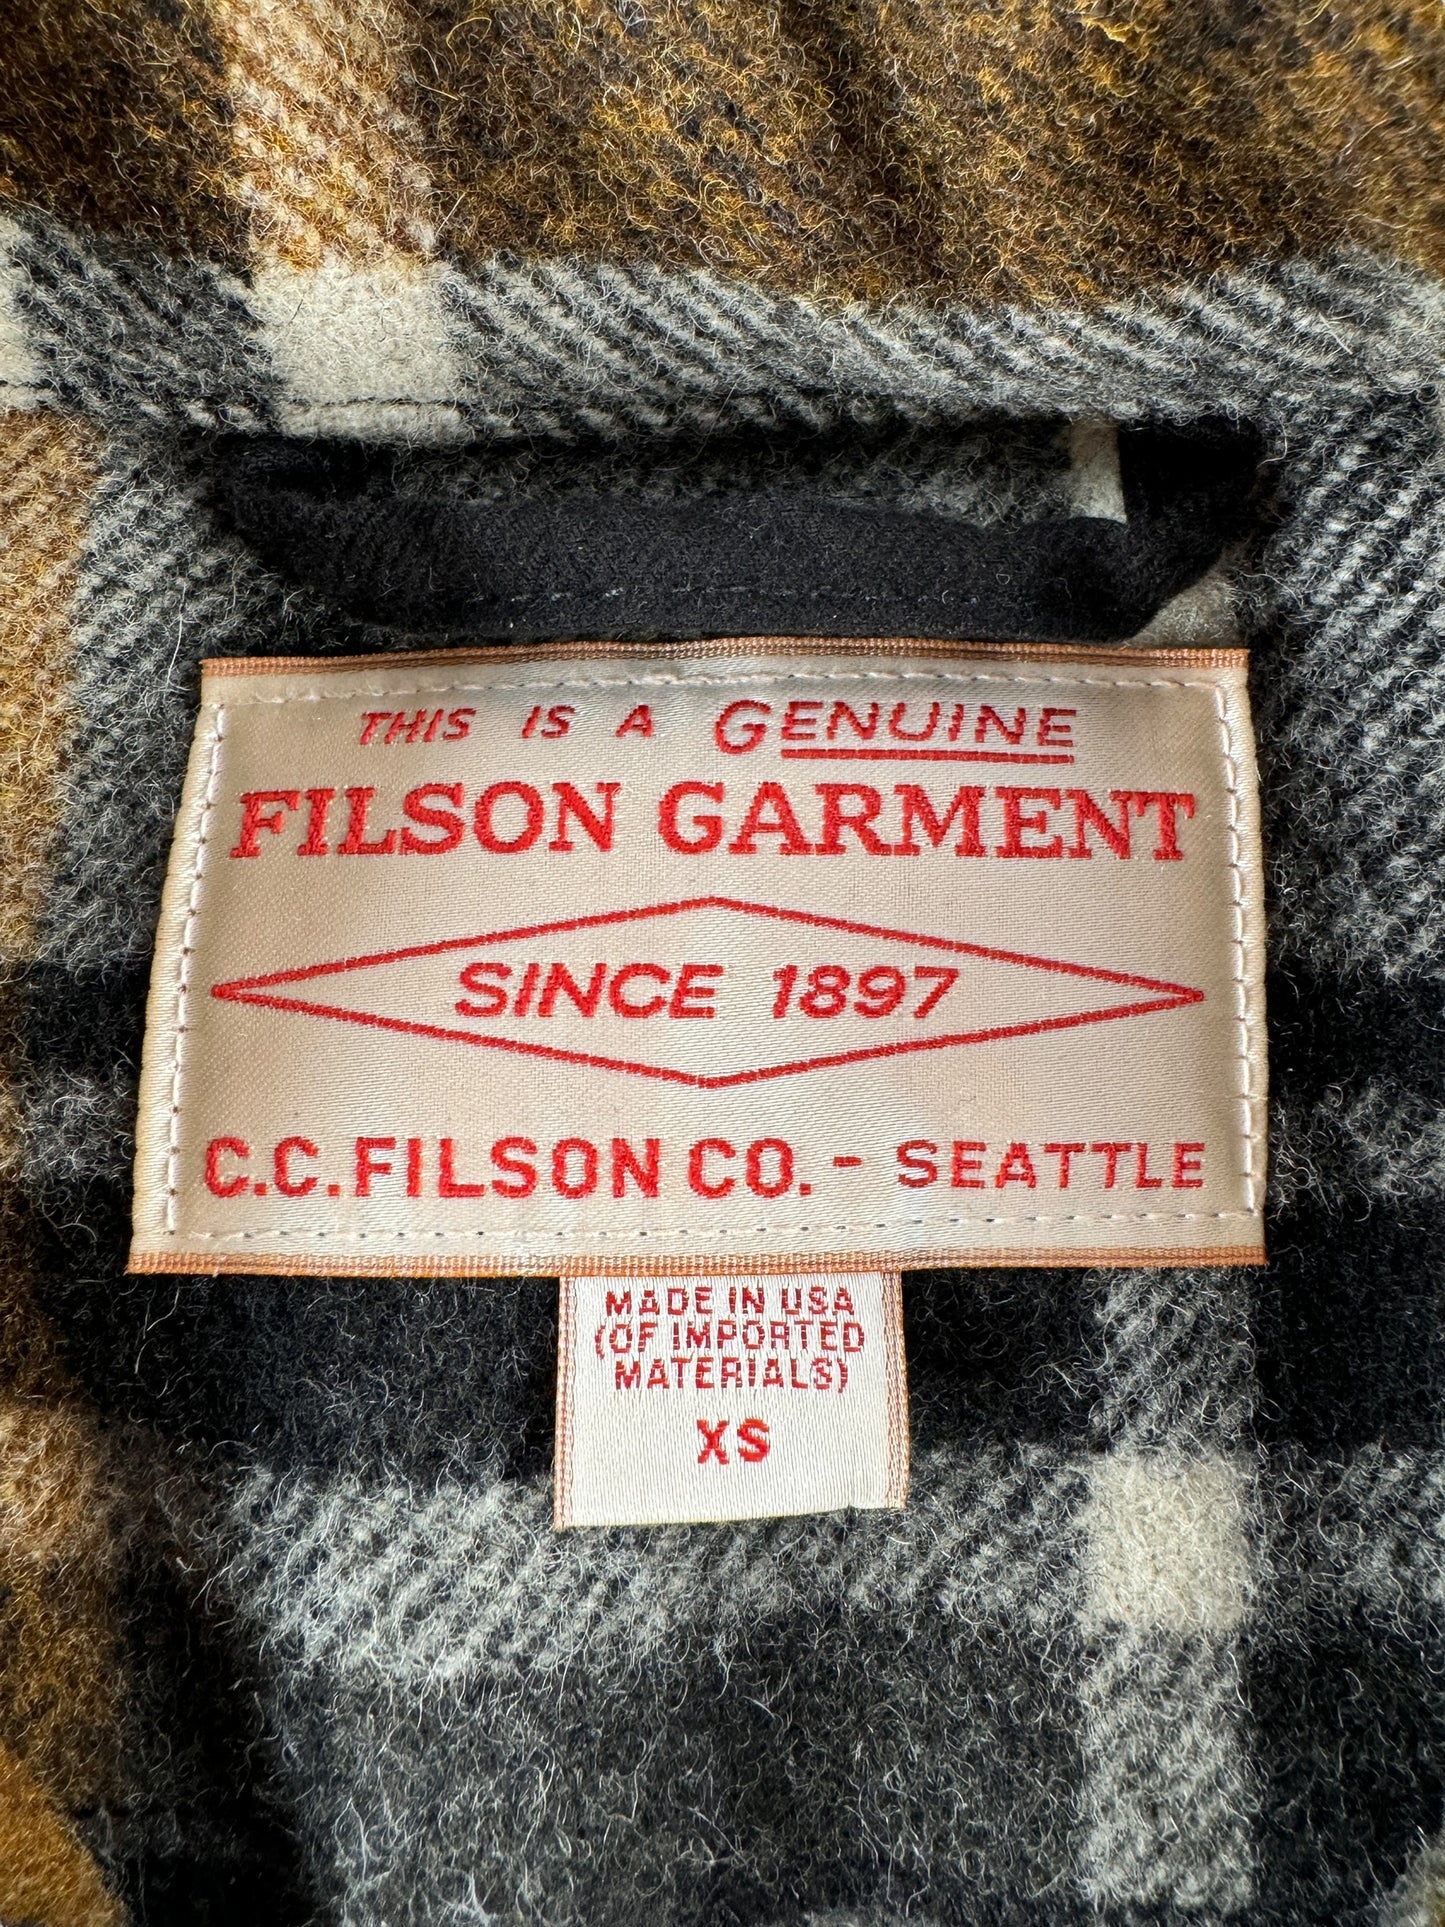 THIS IS A GENUINE
FILSON GARMENT
SINCE 1897
C.C. FILSON CO. - SEATTLE
MADE IN USA
(OF IMPORTED
MATERIALS)
XS